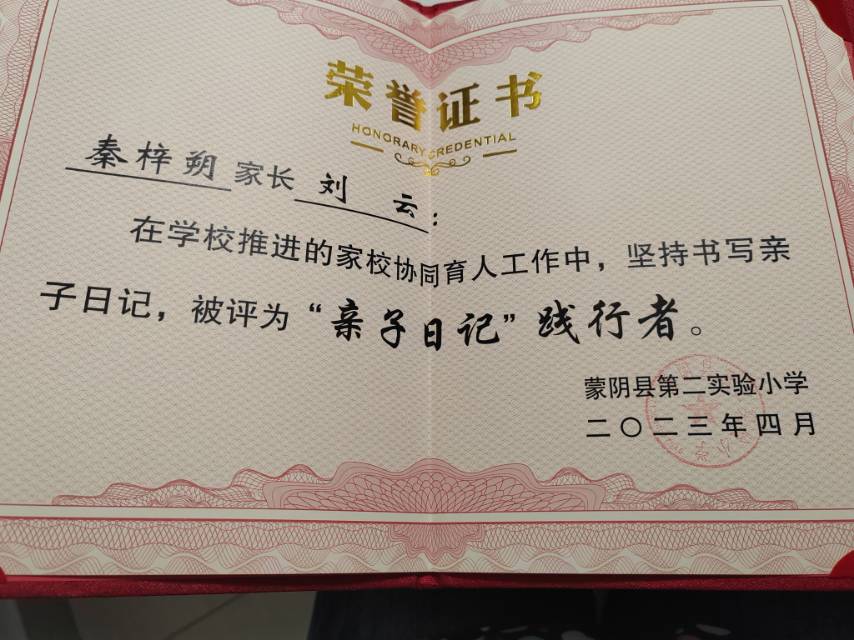 荣誉证书
HONORARY CREDENTIAL
秦梓朔家长刘云：
在学校推进的家校协同育人工作中，坚持书写亲
子日记，被评为“亲子日记”践行者。
蒙阴县第二实验小学
二〇二三年四月